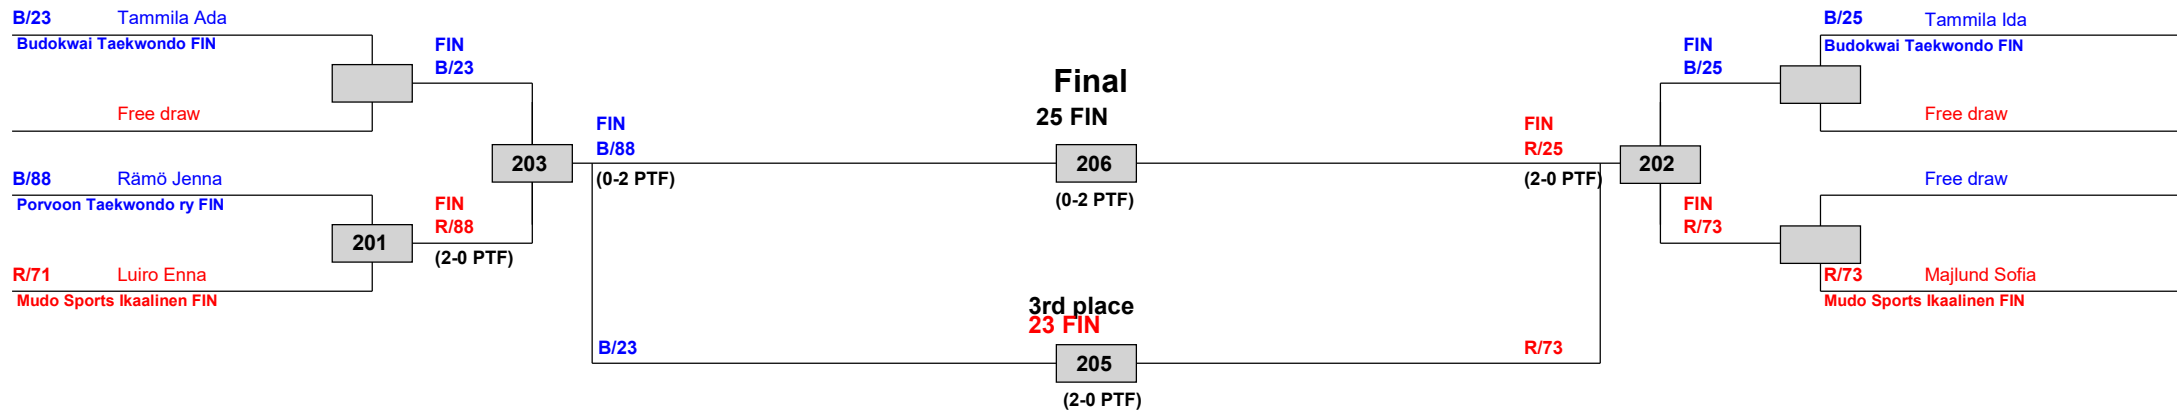 B/23 Tammila Ada
Budokwai Taekwondo FIN
Free draw
B/88 Rämö Jenna
Porvoon Taekwondo ry FIN
R/71 Luiro Enna
Mudo Sports Ikaalinen FIN
FIN
B/23
201
FIN
R/88
(2-0 PTF)
203
FIN
B/88
(0-2 PTF)
B/23
Final
25 FIN
206
(0-2 PTF)
3rd place
23 FIN
205
(2-0 PTF)
FIN
R/25
(2-0 PTF)
R/73
202
FIN
B/25
FIN
R/73
B/25 Tammila Ida
Budokwai Taekwondo FIN
Free draw
Free draw
R/73 Majlund Sofia
Mudo Sports Ikaalinen FIN